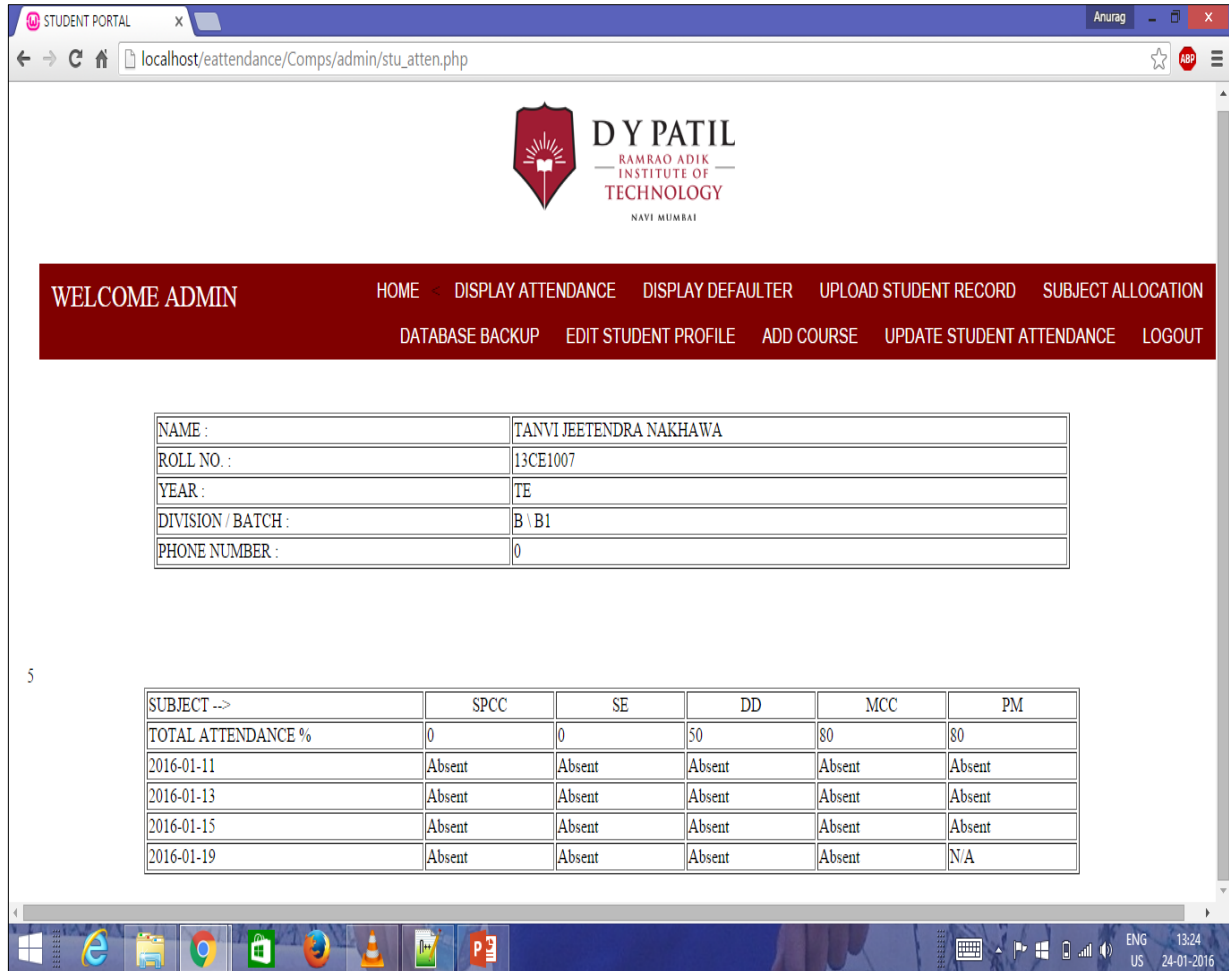 STUDENT PORTAL x Anurag
localhost/eattendance/Comps/admin/stu_atten.php ABP
D Y PATIL
RAMRAO ADIK
INSTITUTE OF
TECHNOLOGY
NAVI MUMBAI
WELCOME ADMIN HOME < DISPLAY ATTENDANCE DISPLAY DEFAULTER UPLOAD STUDENT RECORD SUBJECT ALLOCATION
DATABASE BACKUP EDIT STUDENT PROFILE ADD COURSE UPDATE STUDENT ATTENDANCE LOGOUT
NAME : TANVI JEETENDRA NAKHAWA
ROLL NO. : 13CE1007
YEAR : TE
DIVISION / BATCH : B \ B1
PHONE NUMBER : 0
5
SUBJECT --> SPCC SE DD MCC PM
TOTAL ATTENDANCE % 0 0 50 80 80
2016-01-11 Absent Absent Absent Absent Absent
2016-01-13 Absent Absent Absent Absent Absent
2016-01-15 Absent Absent Absent Absent Absent
2016-01-19 Absent Absent Absent Absent N/A
ENG 13:24
US 24-01-2016